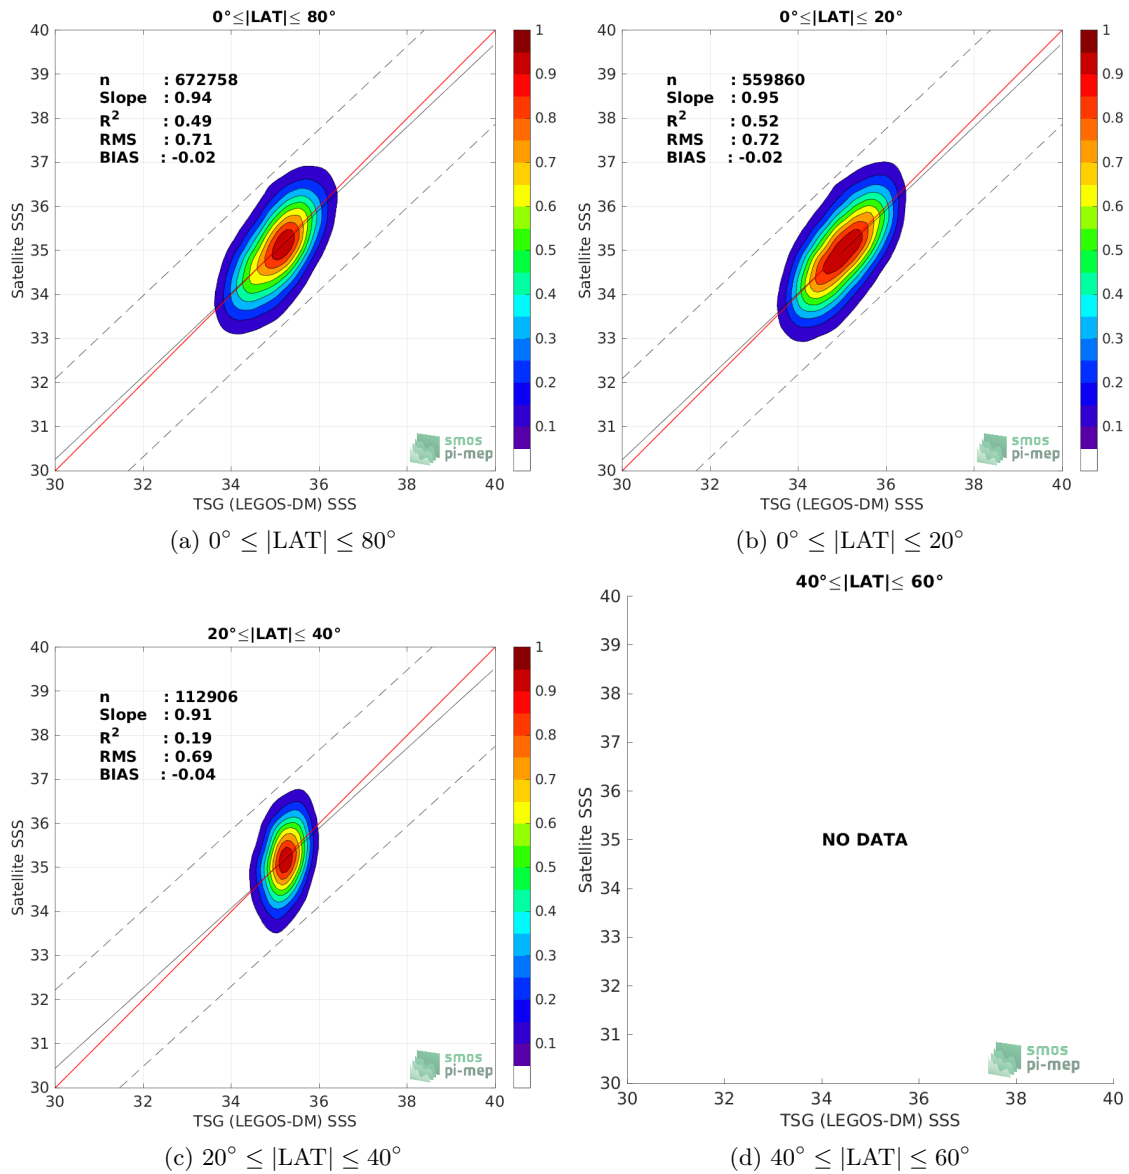 0°≤|LAT|≤ 80°
n : 672758
Slope : 0.94
R² : 0.49
RMS : 0.71
BIAS : -0.02
40
39
38
37
36
35
34
33
32
31
30
Satellite SSS
30 32 34 36 38 40
TSG (LEGOS-DM) SSS
1
0.9
0.8
0.7
0.6
0.5
0.4
0.3
0.2
0.1
smos
pi-mep
(a) 0° ≤ |LAT| ≤ 80°
0°≤|LAT|≤ 20°
n : 559860
Slope : 0.95
R² : 0.52
RMS : 0.72
BIAS : -0.02
40
39
38
37
36
35
34
33
32
31
30
Satellite SSS
30 32 34 36 38 40
TSG (LEGOS-DM) SSS
1
0.9
0.8
0.7
0.6
0.5
0.4
0.3
0.2
0.1
smos
pi-mep
(b) 0° ≤ |LAT| ≤ 20°
20°≤|LAT|≤ 40°
n : 112906
Slope : 0.91
R² : 0.19
RMS : 0.69
BIAS : -0.04
40
39
38
37
36
35
34
33
32
31
30
Satellite SSS
30 32 34 36 38 40
TSG (LEGOS-DM) SSS
1
0.9
0.8
0.7
0.6
0.5
0.4
0.3
0.2
0.1
smos
pi-mep
(c) 20° ≤ |LAT| ≤ 40°
40°≤|LAT|≤ 60°
40
39
38
37
36
35
34
33
32
31
30
Satellite SSS
NO DATA
30 32 34 36 38 40
TSG (LEGOS-DM) SSS
smos
pi-mep
(d) 40° ≤ |LAT| ≤ 60°